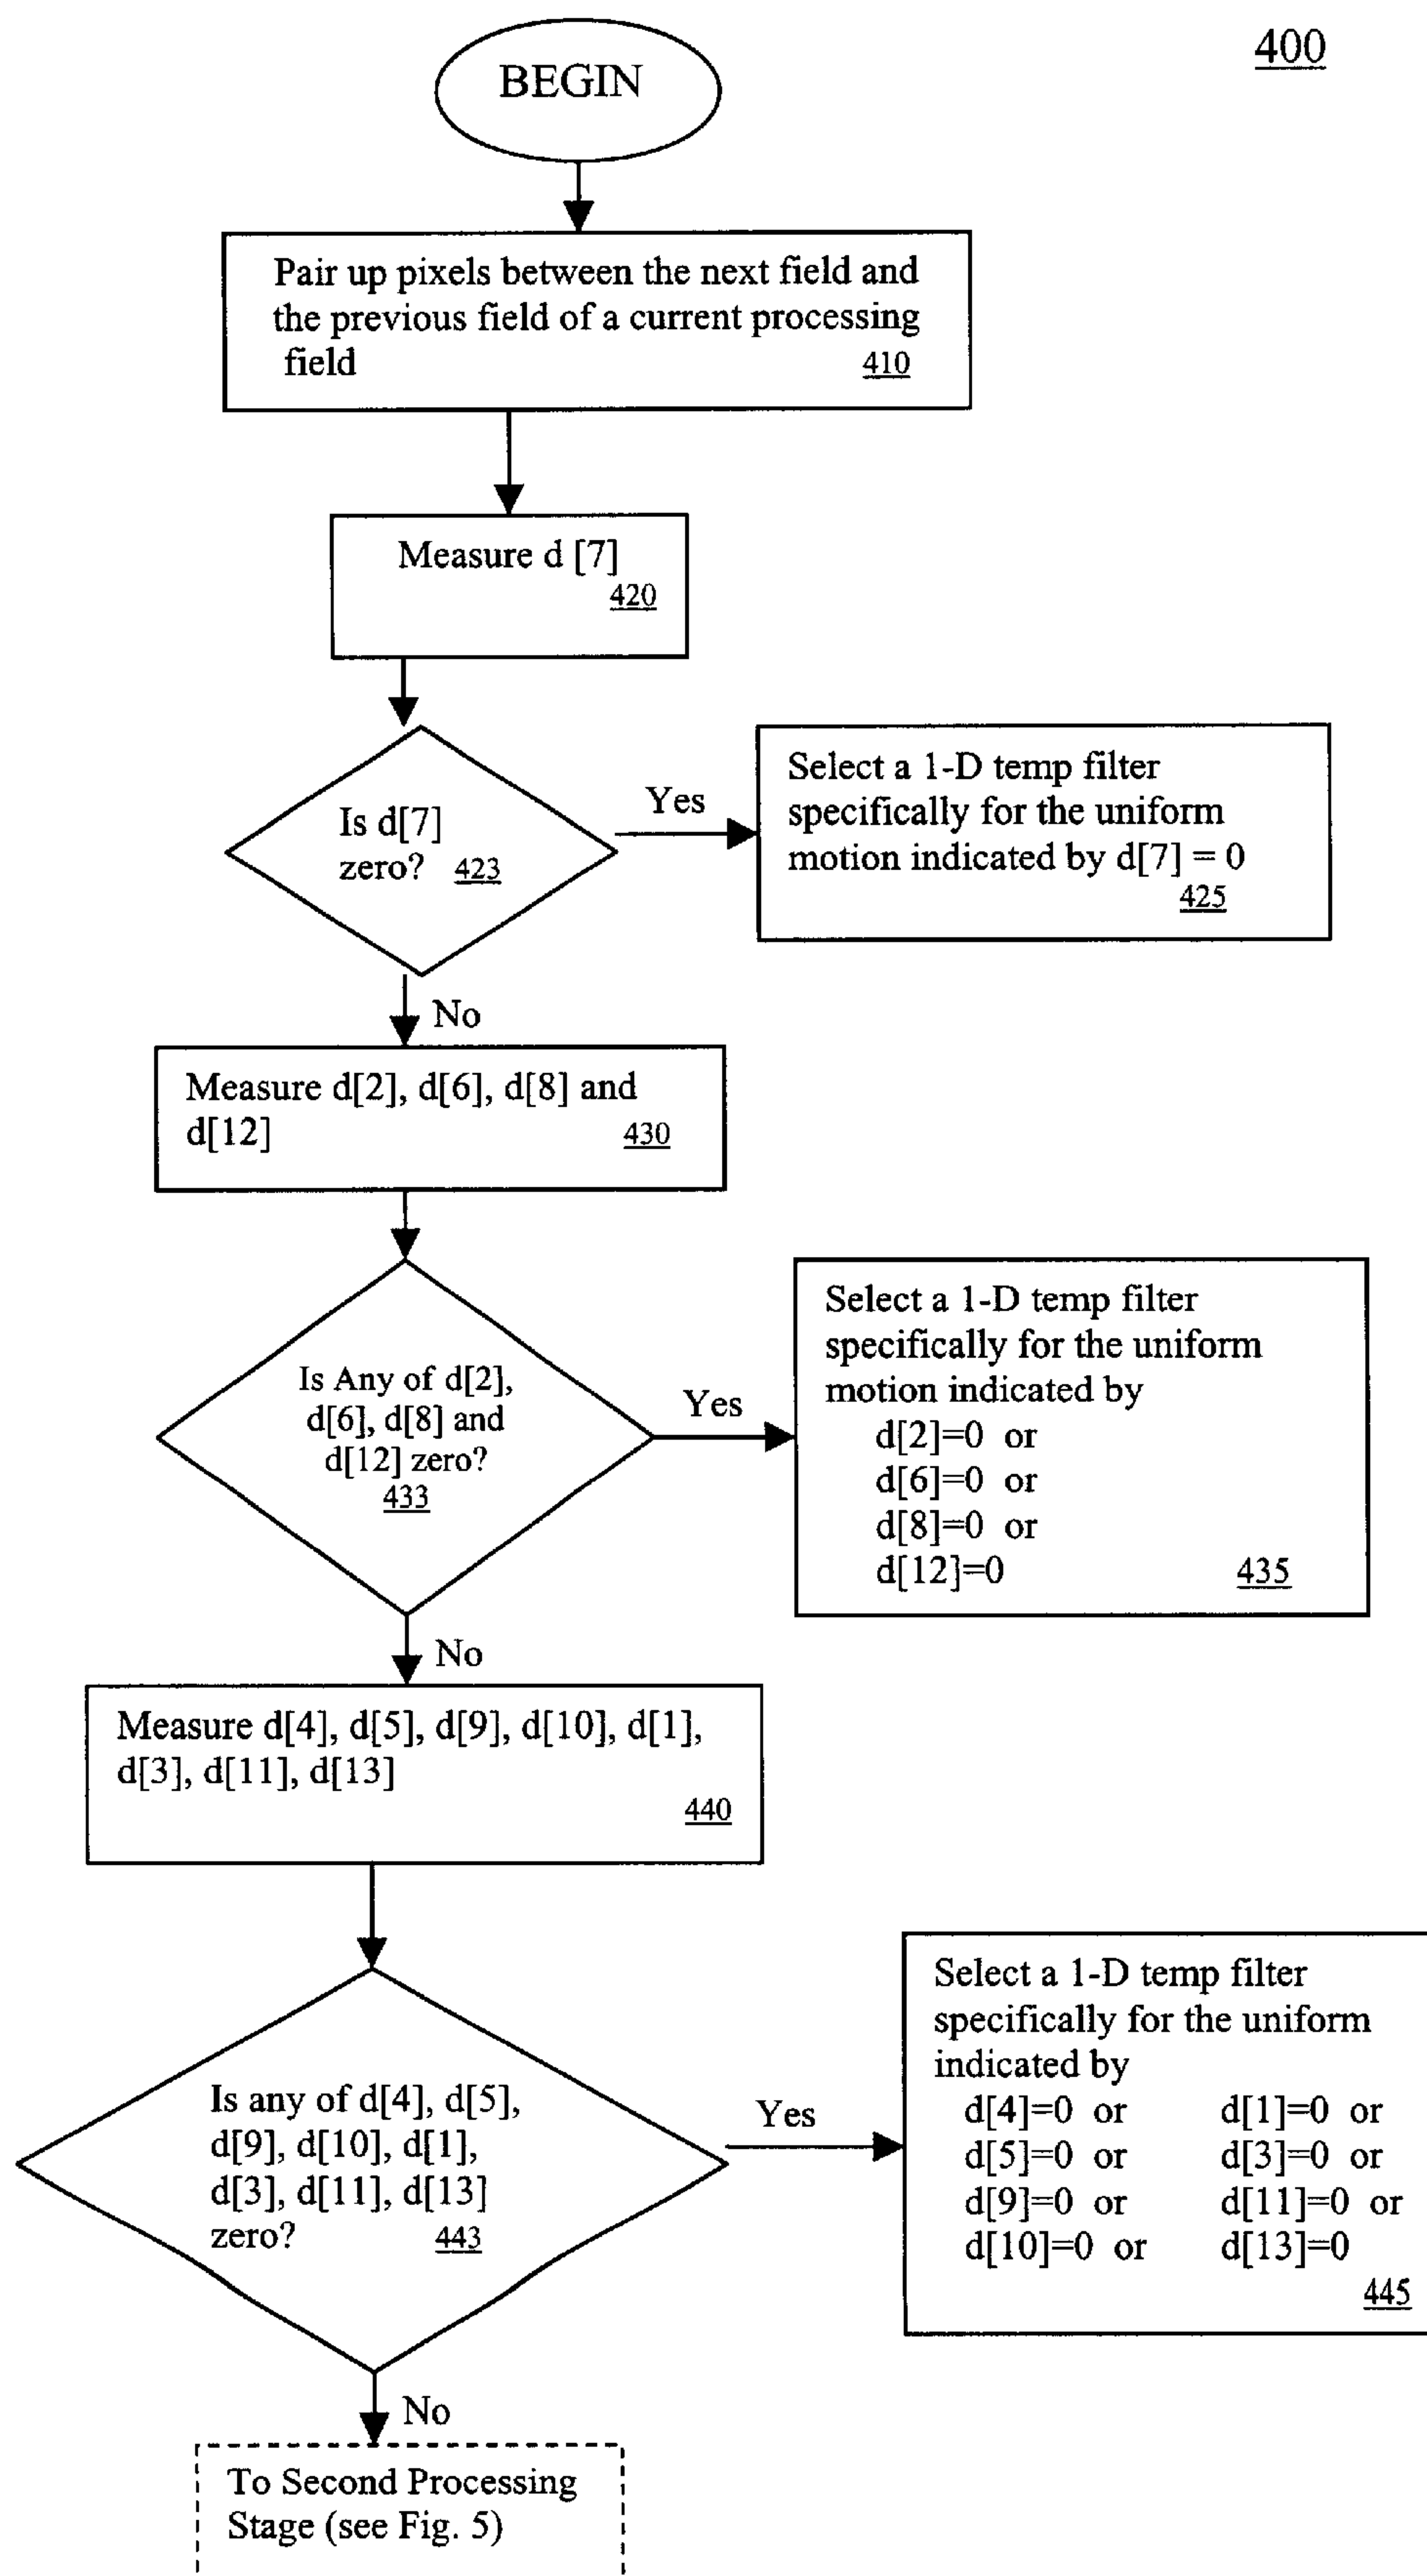 400
BEGIN
Pair up pixels between the next field and
the previous field of a current processing
field 410
Measure d [7]
420
Is d[7]
zero? 423
Yes
Select a 1-D temp filter
specifically for the uniform
motion indicated by d[7] = 0
425
No
Measure d[2], d[6], d[8] and
d[12] 430
Is Any of d[2],
d[6], d[8] and
d[12] zero?
433
Yes
Select a 1-D temp filter
specifically for the uniform
motion indicated by
d[2]=0 or
d[6]=0 or
d[8]=0 or
d[12]=0 435
No
Measure d[4], d[5], d[9], d[10], d[1],
d[3], d[11], d[13]
440
Is any of d[4], d[5],
d[9], d[10], d[1],
d[3], d[11], d[13]
zero? 443
Yes
Select a 1-D temp filter
specifically for the uniform
indicated by
d[4]=0 or d[1]=0 or
d[5]=0 or d[3]=0 or
d[9]=0 or d[11]=0 or
d[10]=0 or d[13]=0
445
No
To Second Processing
Stage (see Fig. 5)